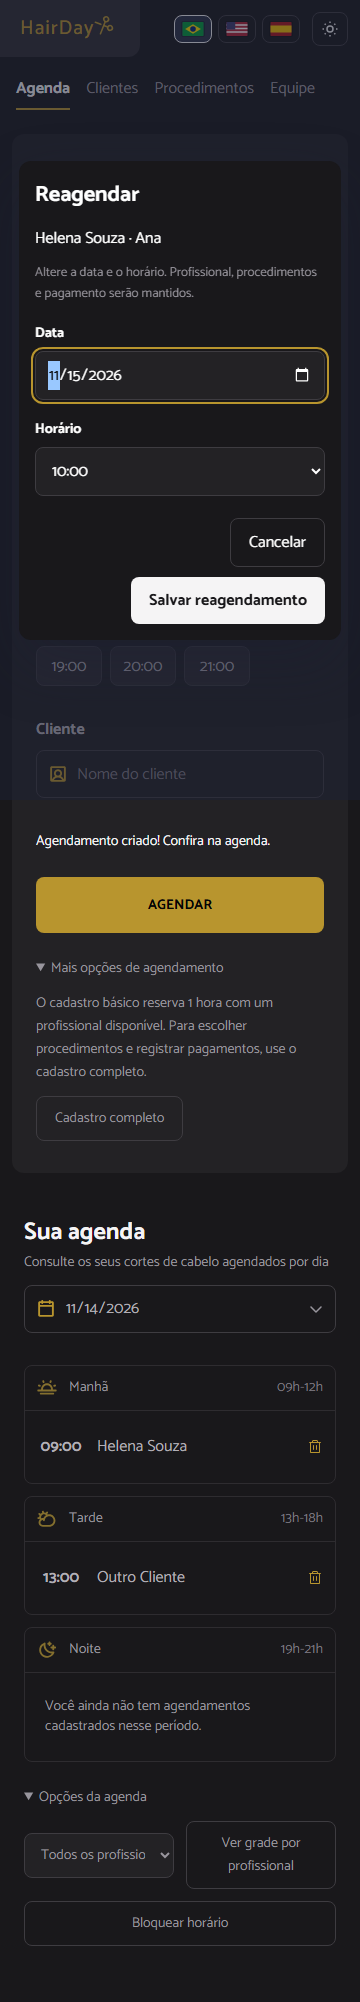 HairDay
Agenda Clientes Procedimentos Equipe
Reagendar
Helena Souza · Ana
Altere a data e o horário. Profissional, procedimentos
e pagamento serão mantidos.
Data
11/15/2026
Horário
10:00
Cancelar
Salvar reagendamento
19:00 20:00 21:00
Cliente
Nome do cliente
Agendamento criado! Confira na agenda.
AGENDAR
▼ Mais opções de agendamento
O cadastro básico reserva 1 hora com um
profissional disponível. Para escolher
procedimentos e registrar pagamentos, use o
cadastro completo.
Cadastro completo
Sua agenda
Consulte os seus cortes de cabelo agendados por dia
11/14/2026
Manhã 09h-12h
09:00 Helena Souza
Tarde 13h-18h
13:00 Outro Cliente
Noite 19h-21h
Você ainda não tem agendamentos
cadastrados nesse período.
▼ Opções da agenda
Todos os profissio
Ver grade por
profissional
Bloquear horário